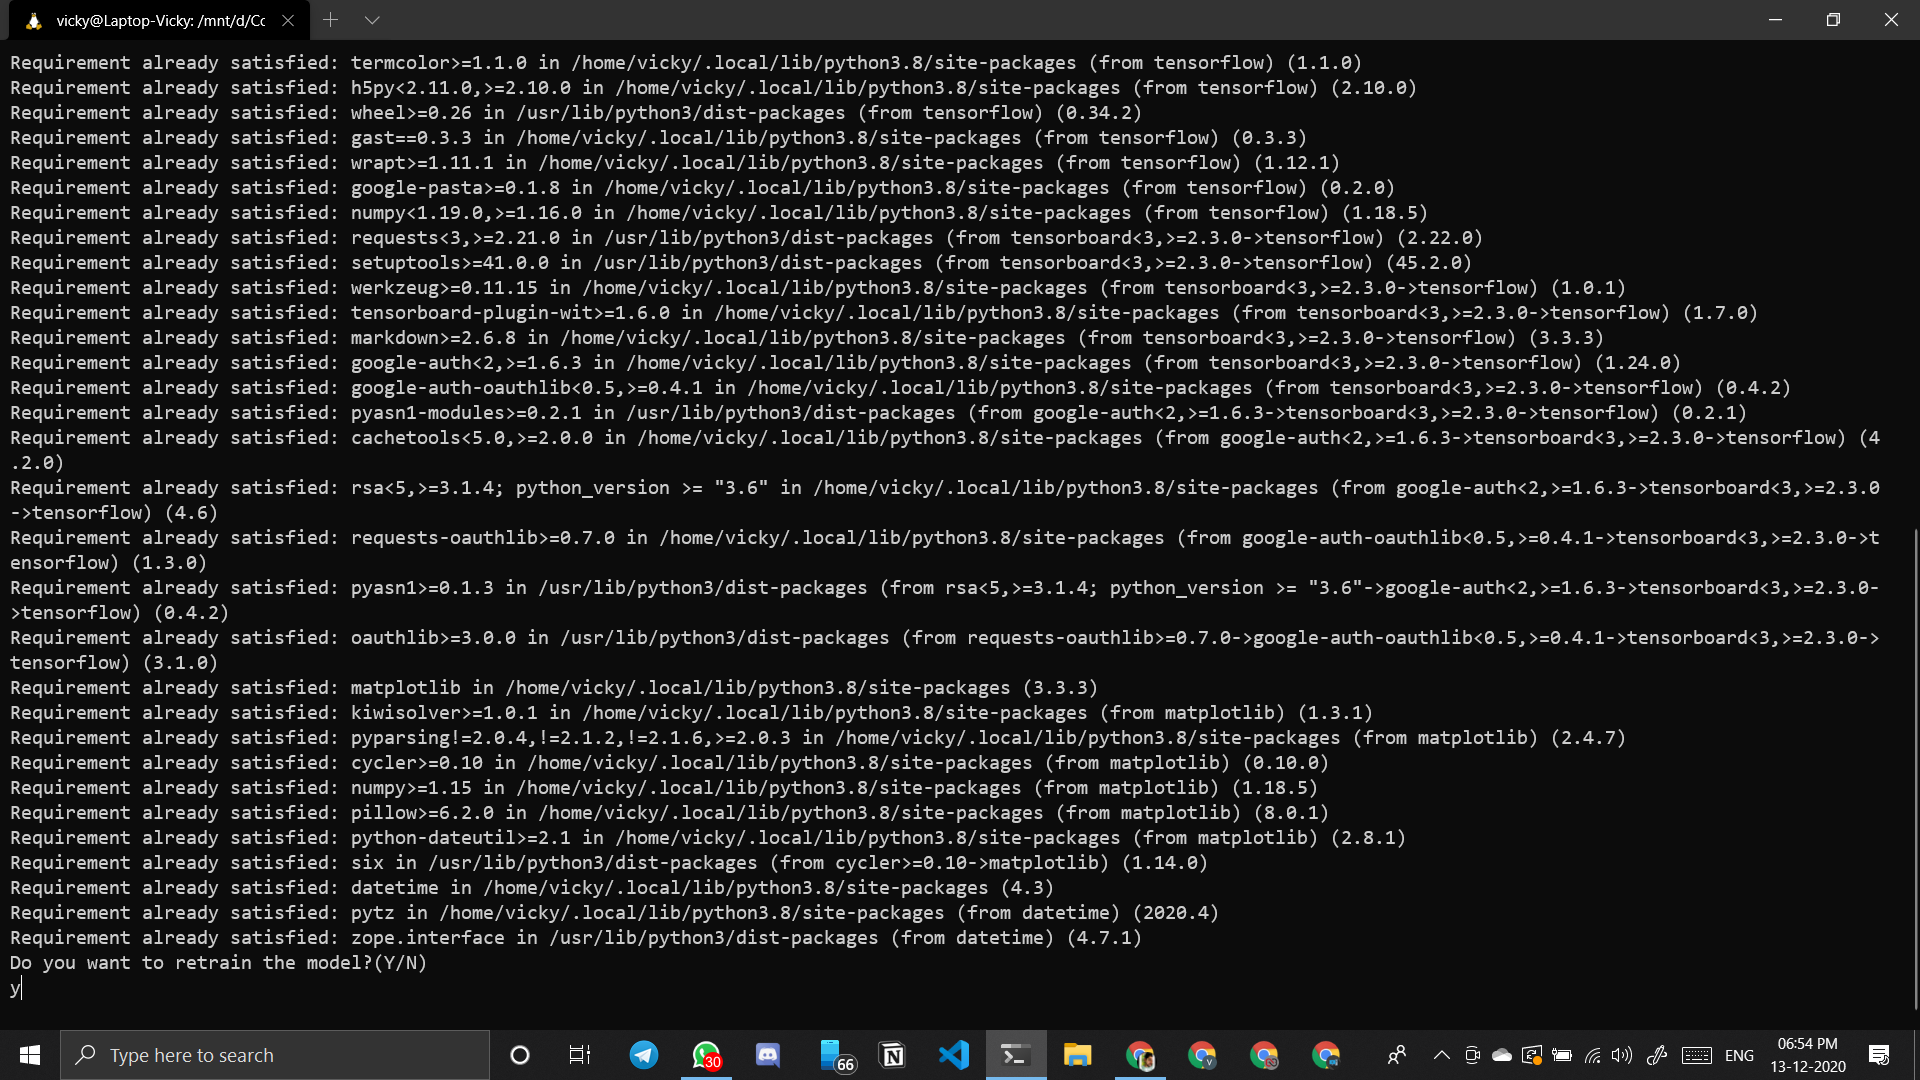 vicky@Laptop-Vicky: /mnt/d/Cc
Requirement already satisfied: termcolor>=1.1.0 in /home/vicky/.local/lib/python3.8/site-packages (from tensorflow) (1.1.0)
Requirement already satisfied: h5py<2.11.0,>=2.10.0 in /home/vicky/.local/lib/python3.8/site-packages (from tensorflow) (2.10.0)
Requirement already satisfied: wheel>=0.26 in /usr/lib/python3/dist-packages (from tensorflow) (0.34.2)
Requirement already satisfied: gast==0.3.3 in /home/vicky/.local/lib/python3.8/site-packages (from tensorflow) (0.3.3)
Requirement already satisfied: wrapt>=1.11.1 in /home/vicky/.local/lib/python3.8/site-packages (from tensorflow) (1.12.1)
Requirement already satisfied: google-pasta>=0.1.8 in /home/vicky/.local/lib/python3.8/site-packages (from tensorflow) (0.2.0)
Requirement already satisfied: numpy<1.19.0,>=1.16.0 in /home/vicky/.local/lib/python3.8/site-packages (from tensorflow) (1.18.5)
Requirement already satisfied: requests<3,>=2.21.0 in /usr/lib/python3/dist-packages (from tensorboard<3,>=2.3.0->tensorflow) (2.22.0)
Requirement already satisfied: setuptools>=41.0.0 in /usr/lib/python3/dist-packages (from tensorboard<3,>=2.3.0->tensorflow) (45.2.0)
Requirement already satisfied: werkzeug>=0.11.15 in /home/vicky/.local/lib/python3.8/site-packages (from tensorboard<3,>=2.3.0->tensorflow) (1.0.1)
Requirement already satisfied: tensorboard-plugin-wit>=1.6.0 in /home/vicky/.local/lib/python3.8/site-packages (from tensorboard<3,>=2.3.0->tensorflow) (1.7.0)
Requirement already satisfied: markdown>=2.6.8 in /home/vicky/.local/lib/python3.8/site-packages (from tensorboard<3,>=2.3.0->tensorflow) (3.3.3)
Requirement already satisfied: google-auth<2,>=1.6.3 in /home/vicky/.local/lib/python3.8/site-packages (from tensorboard<3,>=2.3.0->tensorflow) (1.24.0)
Requirement already satisfied: google-auth-oauthlib<0.5,>=0.4.1 in /home/vicky/.local/lib/python3.8/site-packages (from tensorboard<3,>=2.3.0->tensorflow) (0.4.2)
Requirement already satisfied: pyasn1-modules>=0.2.1 in /usr/lib/python3/dist-packages (from google-auth<2,>=1.6.3->tensorboard<3,>=2.3.0->tensorflow) (0.2.1)
Requirement already satisfied: cachetools<5.0,>=2.0.0 in /home/vicky/.local/lib/python3.8/site-packages (from google-auth<2,>=1.6.3->tensorboard<3,>=2.3.0->tensorflow) (4
.2.0)
Requirement already satisfied: rsa<5,>=3.1.4; python_version >= "3.6" in /home/vicky/.local/lib/python3.8/site-packages (from google-auth<2,>=1.6.3->tensorboard<3,>=2.3.0
->tensorflow) (4.6)
Requirement already satisfied: requests-oauthlib>=0.7.0 in /home/vicky/.local/lib/python3.8/site-packages (from google-auth-oauthlib<0.5,>=0.4.1->tensorboard<3,>=2.3.0->t
ensorflow) (1.3.0)
Requirement already satisfied: pyasn1>=0.1.3 in /usr/lib/python3/dist-packages (from rsa<5,>=3.1.4; python_version >= "3.6"->google-auth<2,>=1.6.3->tensorboard<3,>=2.3.0-
>tensorflow) (0.4.2)
Requirement already satisfied: oauthlib>=3.0.0 in /usr/lib/python3/dist-packages (from requests-oauthlib>=0.7.0->google-auth-oauthlib<0.5,>=0.4.1->tensorboard<3,>=2.3.0->
tensorflow) (3.1.0)
Requirement already satisfied: matplotlib in /home/vicky/.local/lib/python3.8/site-packages (3.3.3)
Requirement already satisfied: kiwisolver>=1.0.1 in /home/vicky/.local/lib/python3.8/site-packages (from matplotlib) (1.3.1)
Requirement already satisfied: pyparsing!=2.0.4,!=2.1.2,!=2.1.6,>=2.0.3 in /home/vicky/.local/lib/python3.8/site-packages (from matplotlib) (2.4.7)
Requirement already satisfied: cycler>=0.10 in /home/vicky/.local/lib/python3.8/site-packages (from matplotlib) (0.10.0)
Requirement already satisfied: numpy>=1.15 in /home/vicky/.local/lib/python3.8/site-packages (from matplotlib) (1.18.5)
Requirement already satisfied: pillow>=6.2.0 in /home/vicky/.local/lib/python3.8/site-packages (from matplotlib) (8.0.1)
Requirement already satisfied: python-dateutil>=2.1 in /home/vicky/.local/lib/python3.8/site-packages (from matplotlib) (2.8.1)
Requirement already satisfied: six in /usr/lib/python3/dist-packages (from cycler>=0.10->matplotlib) (1.14.0)
Requirement already satisfied: datetime in /home/vicky/.local/lib/python3.8/site-packages (4.3)
Requirement already satisfied: pytz in /home/vicky/.local/lib/python3.8/site-packages (from datetime) (2020.4)
Requirement already satisfied: zope.interface in /usr/lib/python3/dist-packages (from datetime) (4.7.1)
Do you want to retrain the model?(Y/N)
y
Type here to search
30
66
ENG
06:54 PM
13-12-2020